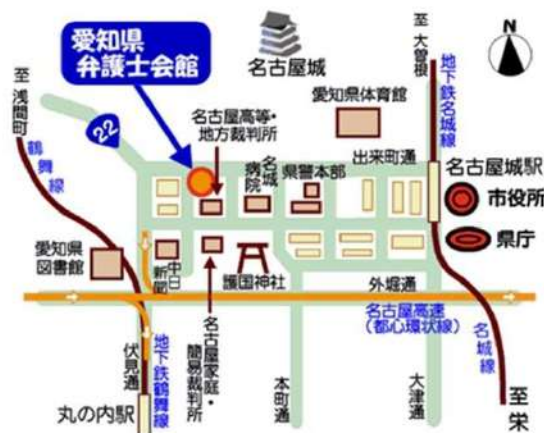 愛知県
弁護士会館
名古屋城
至大曽根
地下鉄名城線
N
至浅間町
鶴舞線
22
名古屋高等・
地方裁判所
愛知県体育館
出来町通
名古屋城駅
市役所
県庁
名城
病院
県警本部
愛知県
図書館
中日
新聞
護国神社
外堀通
名古屋高速
(都心環状線)
名城線
伏見通
地下鉄鶴舞線
名古屋家庭・
簡易裁判所
本町通
大津通
至栄
丸の内駅